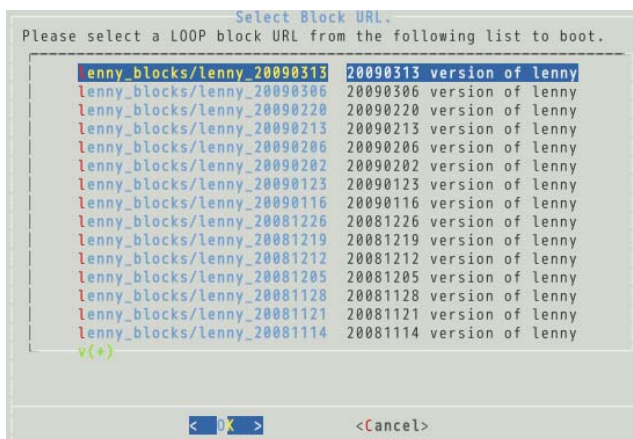 Select Block URL.
Please select a LOOP block URL from the following list to boot.
lenny_blocks/lenny_20090313 20090313 version of lenny
lenny_blocks/lenny_20090306 20090306 version of lenny
lenny_blocks/lenny_20090220 20090220 version of lenny
lenny_blocks/lenny_20090213 20090213 version of lenny
lenny_blocks/lenny_20090206 20090206 version of lenny
lenny_blocks/lenny_20090202 20090202 version of lenny
lenny_blocks/lenny_20090123 20090123 version of lenny
lenny_blocks/lenny_20090116 20090116 version of lenny
lenny_blocks/lenny_20081226 20081226 version of lenny
lenny_blocks/lenny_20081219 20081219 version of lenny
lenny_blocks/lenny_20081212 20081212 version of lenny
lenny_blocks/lenny_20081205 20081205 version of lenny
lenny_blocks/lenny_20081128 20081128 version of lenny
lenny_blocks/lenny_20081121 20081121 version of lenny
lenny_blocks/lenny_20081114 20081114 version of lenny
v(+)
< OK > <Cancel>